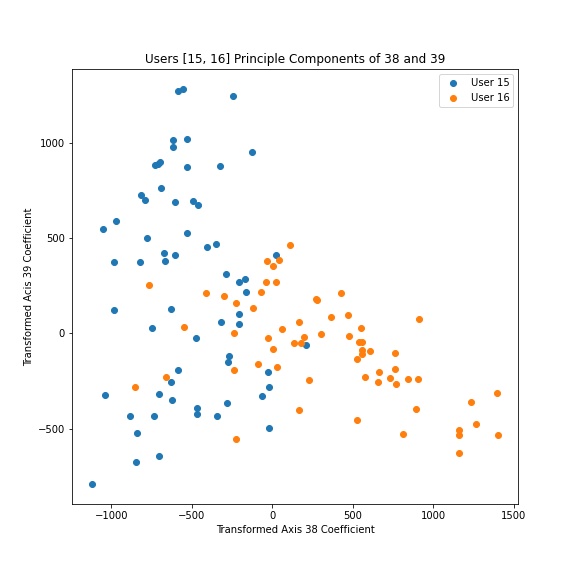 Users [15, 16] Principle Components of 38 and 39
User 15
User 16
1000
500
0
−500
Transformed Acis 39 Coefficient
−1000
−500
0
500
1000
1500
Transformed Axis 38 Coefficient